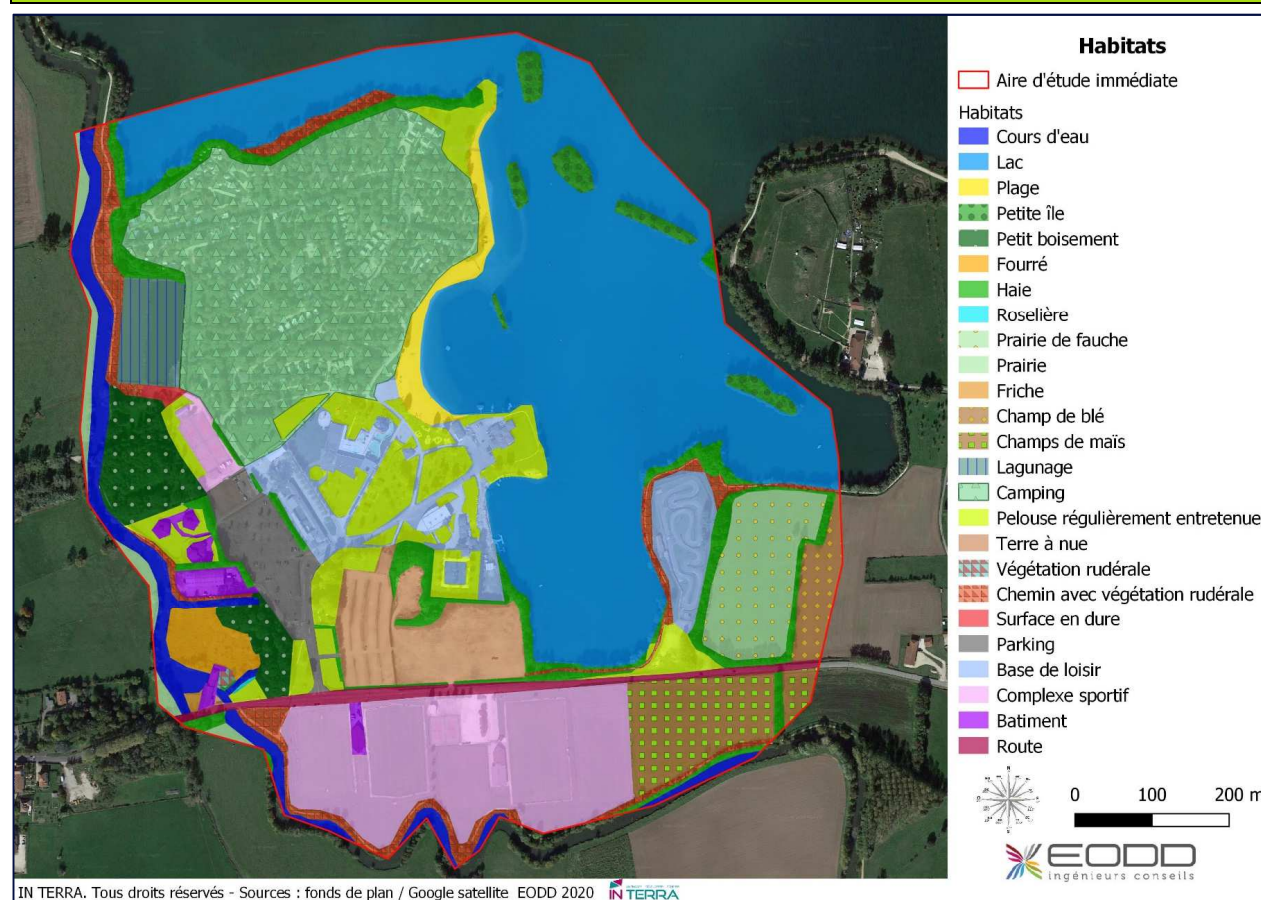 Habitats
Aire d'étude immédiate
Habitats
Cours d'eau
Lac
Plage
Petite île
Petit boisement
Fourré
Haie
Roselière
Prairie de fauche
Prairie
Friche
Champ de blé
Champs de maïs
Lagunage
Camping
Pelouse régulièrement entretenue
Terre à nue
Végétation rudérale
Chemin avec végétation rudérale
Surface en dure
Parking
Base de loisir
Complexe sportif
Batiment
Route
0 100 200 m
EODD
ingénieurs conseils
IN TERRA. Tous droits réservés - Sources : fonds de plan / Google satellite EODD 2020 IN TERRA